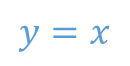 y = x